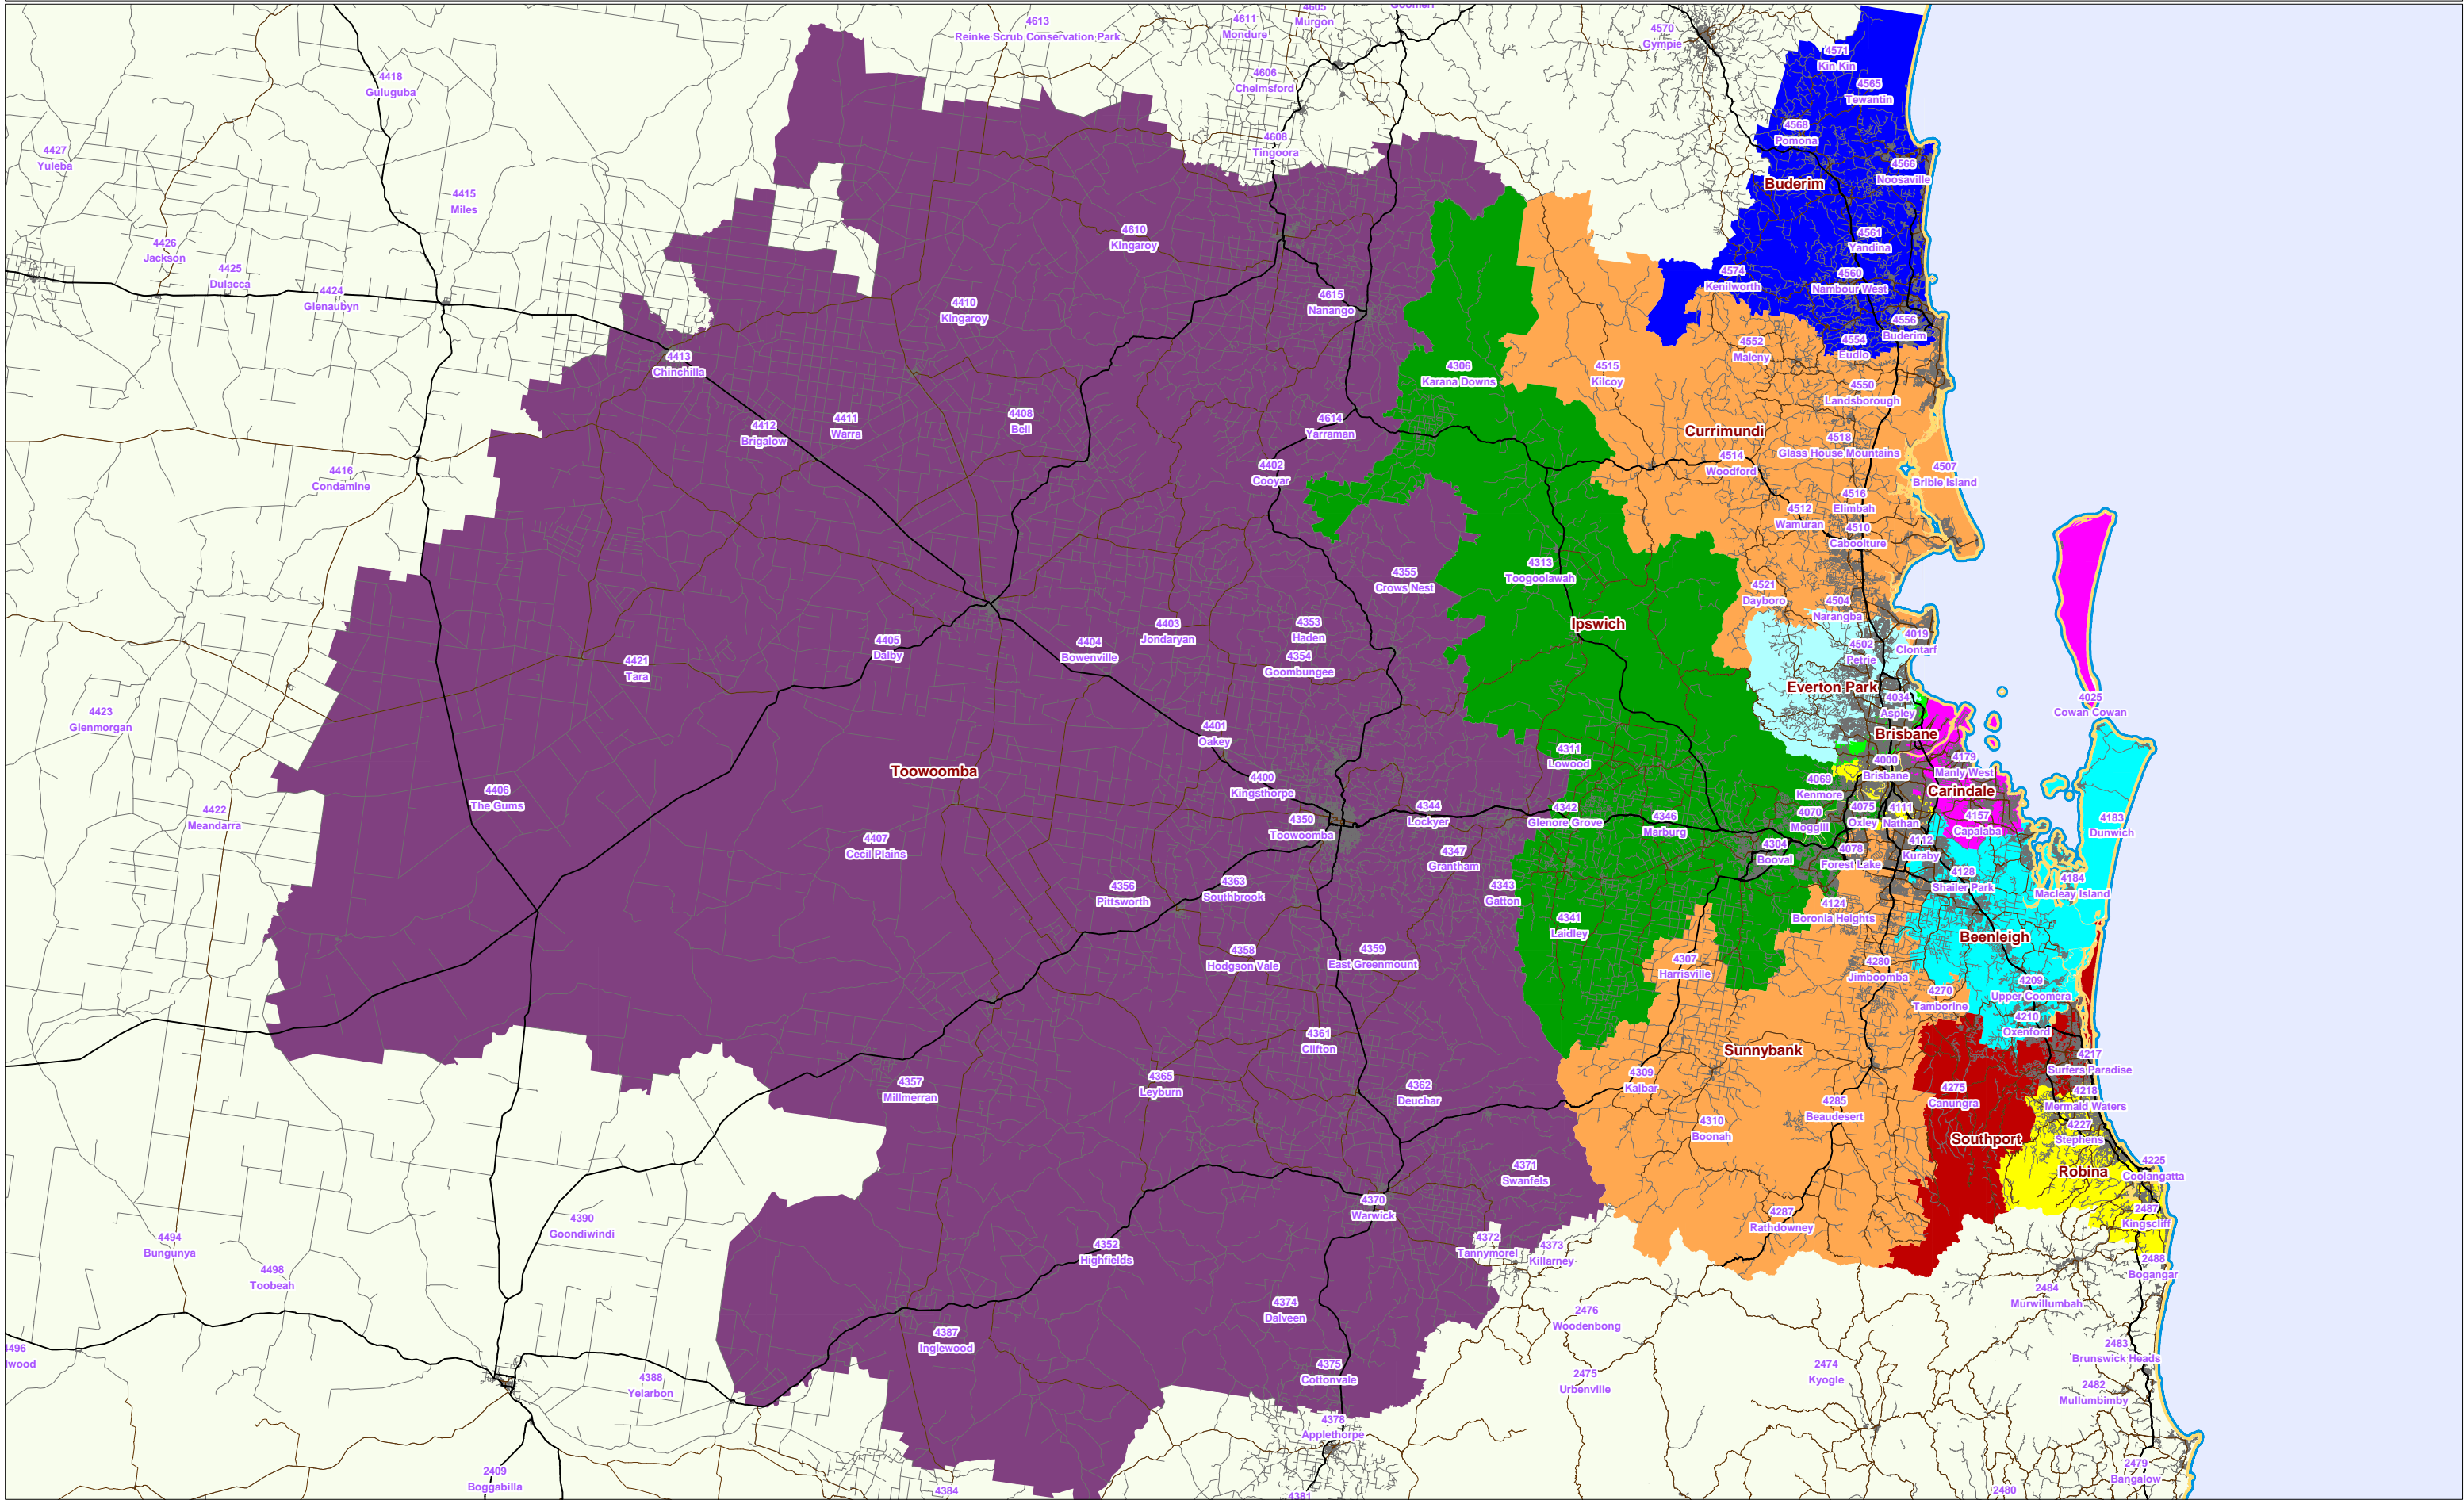 4605
Murgon
Goomeri
4613
Reinke Scrub Conservation Park
4611
Mondure
4570
Gympie
4571
Kin Kin
4418
Guluguba
4606
Chelmsford
4565
Tewantin
4568
Pomona
4608
Tingoora
4427
Yuleba
4566
Noosaville
Buderim
4415
Miles
4610
Kingaroy
4561
Yandina
4426
Jackson
4425
Dulacca
4424
Glenaubyn
4574
Kenilworth
4560
Nambour West
4410
Kingaroy
4615
Nanango
4556
Buderim
4554
Eudlo
4552
Maleny
4413
Chinchilla
4306
Karana Downs
4515
Kilcoy
4550
Landsborough
4412
Brigalow
4411
Warra
4408
Bell
4614
Yarraman
Currimundi
4518
Glass House Mountains
4514
Woodford
4402
Cooyar
4416
Condamine
4507
Bribie Island
4516
Elimbah
4512
Wamuran
4510
Caboolture
4313
Toogoolawah
4355
Crows Nest
4521
Dayboro
4504
Narangba
4019
Clontarf
Ipswich
4403
Jondaryan
4353
Haden
4405
Dalby
4404
Bowenville
4354
Goombungee
4502
Petrie
4421
Tara
Everton Park
4034
Aspley
4025
Cowan Cowan
4423
Glenmorgan
4401
Oakey
Brisbane
4311
Lowood
4000
Brisbane
4179
Manly West
Toowoomba
4400
Kingsthorpe
4069
Kenmore
Carindale
4406
The Gums
4422
Meandarra
4350
Toowoomba
4344
Lockyer
4342
Glenore Grove
4346
Marburg
4070
Moggill
4075
Oxley
4111
Nathan
4157
Capalaba
4183
Dunwich
4407
Cecil Plains
4347
Grantham
4304
Booval
4078
Forest Lake
4112
Kuraby
4128
Shailer Park
4184
Macleay Island
4356
Pittsworth
4363
Southbrook
4343
Gatton
4124
Boronia Heights
4341
Laidley
Beenleigh
4358
Hodgson Vale
4359
East Greenmount
4307
Harrisville
4280
Jimboomba
4209
Upper Coomera
4270
Tamborine
4210
Oxenford
4361
Clifton
Sunnybank
4217
Surfers Paradise
4357
Millmerran
4365
Leyburn
4362
Deuchar
4309
Kalbar
4275
Canungra
4218
Mermaid Waters
4285
Beaudesert
4310
Boonah
4227
Stephens
Southport
4371
Swanfels
Robina
4225
Coolangatta
4370
Warwick
4287
Rathdowney
2487
Kingscliff
4390
Goondiwindi
4494
Bungunya
4352
Highfields
4372
Tannymorel
4373
Killarney
2488
Bogangar
4498
Toobeah
2484
Murwillumbah
4374
Dalveen
2476
Woodenbong
4387
Inglewood
4496
lwood
2483
Brunswick Heads
4375
Cottonvale
2475
Urbenville
2474
Kyogle
4388
Yelarbon
2482
Mullumbimby
4378
Applethorpe
2409
Boggabilla
2479
Bangalow
4384
4381
2480